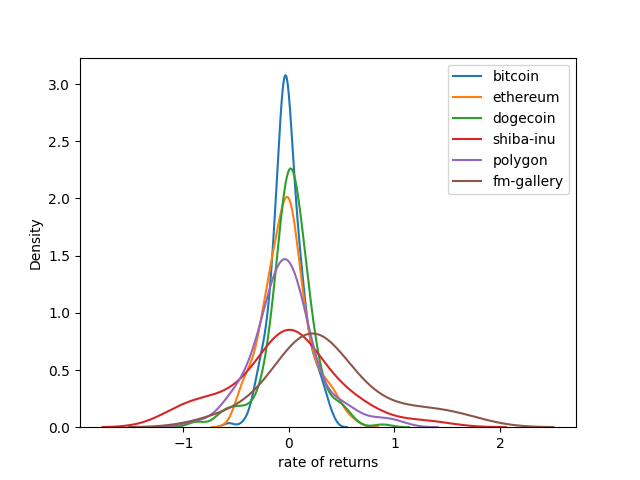 bitcoin
ethereum
dogecoin
shiba-inu
polygon
fm-gallery
3.0
2.5
2.0
1.5
1.0
0.5
0.0
Density
−1 0 1 2
rate of returns